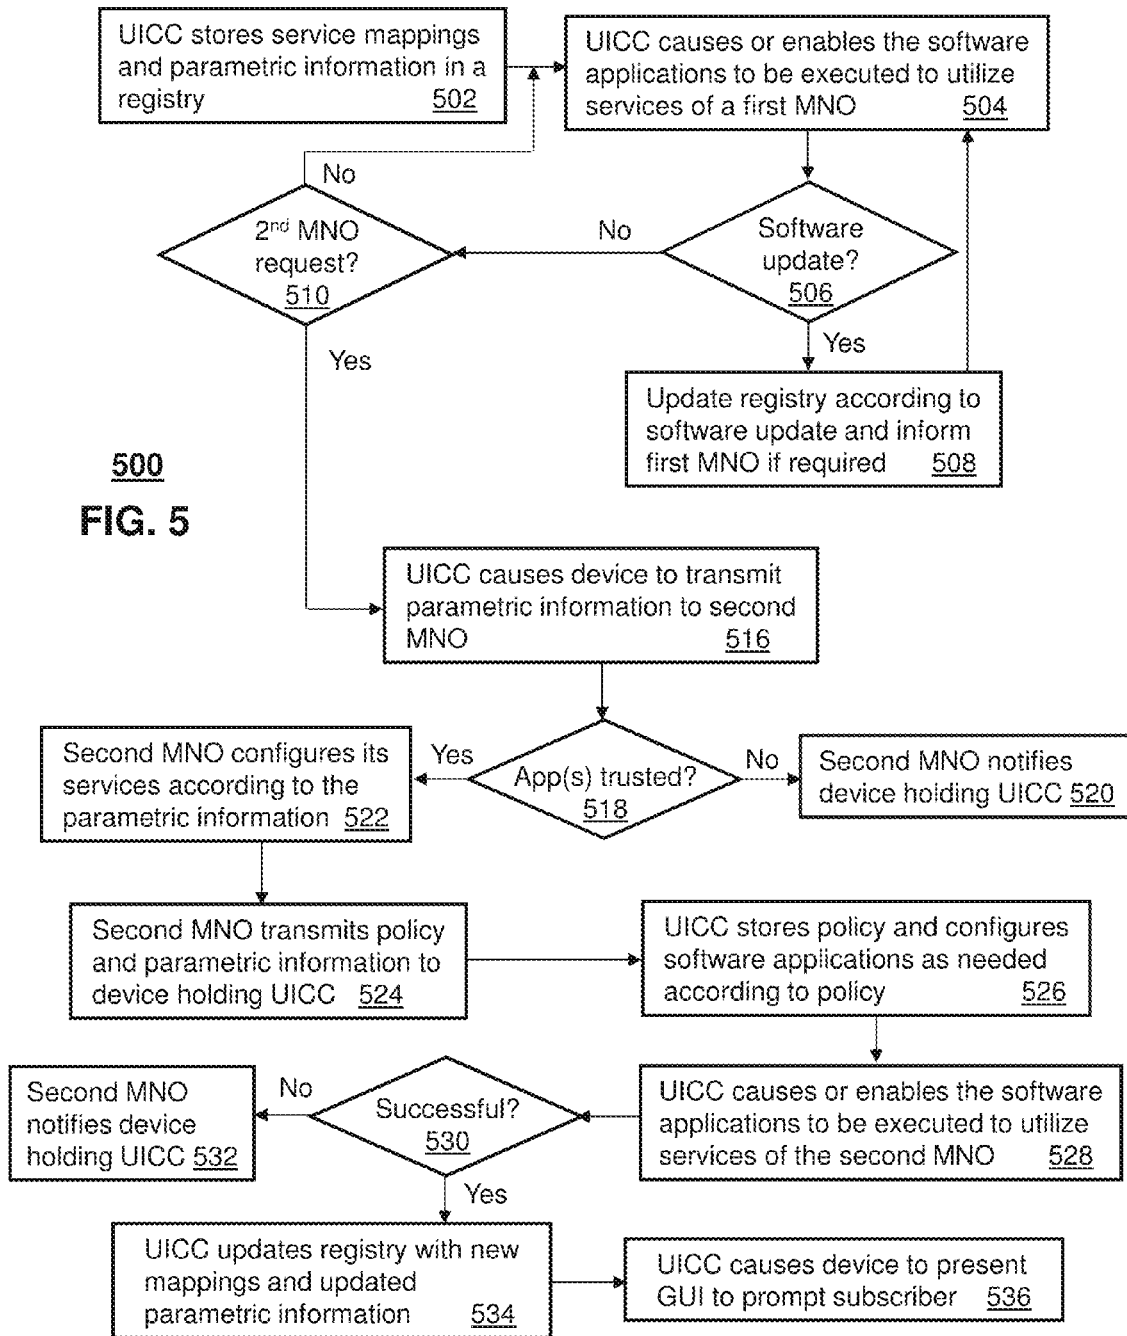 UICC stores service mappings
and parametric information in a
registry 502
UICC causes or enables the software
applications to be executed to utilize
services of a first MNO 504
No
2nd MNO
request?
510
No
Software
update?
506
Yes
Yes
Update registry according to
software update and inform
first MNO if required 508
500
FIG. 5
UICC causes device to transmit
parametric information to second
MNO 516
Second MNO configures its
services according to the
parametric information 522
Yes
App(s) trusted?
518
No
Second MNO notifies
device holding UICC 520
Second MNO transmits policy
and parametric information to
device holding UICC 524
UICC stores policy and configures
software applications as needed
according to policy 526
Second MNO
notifies device
holding UICC 532
No
Successful?
530
UICC causes or enables the software
applications to be executed to utilize
services of the second MNO 528
Yes
UICC updates registry with new
mappings and updated
parametric information 534
UICC causes device to present
GUI to prompt subscriber 536